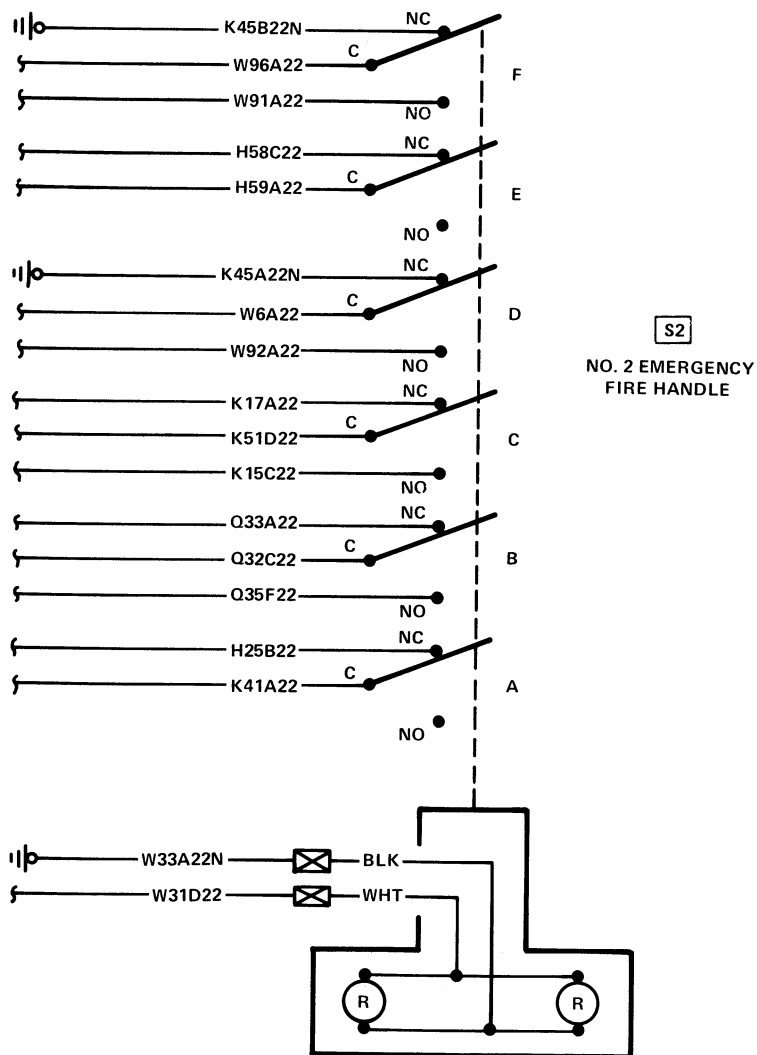 K45B22N NC
W96A22 C
F
W91A22
NO
H58C22 NC
H59A22 C
E
NO
K45A22N NC
W6A22 C
D
W92A22
NO
S2
NO. 2 EMERGENCY
FIRE HANDLE
K17A22 NC
K51D22 C
C
K15C22
NO
Q33A22 NC
Q32C22 C
B
Q35F22
NO
H25B22 NC
K41A22 C
A
NO
W33A22N BLK
W31D22 WHT
R R